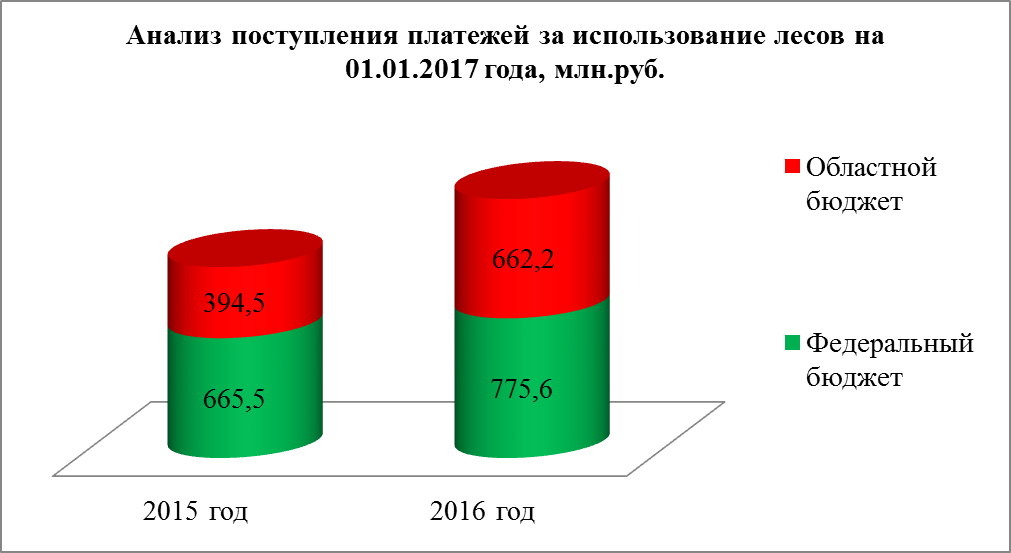 Анализ поступления платежей за использование лесов на
01.01.2017 года, млн.руб.
Областной
бюджет
662,2
394,5
Федеральный
бюджет
775,6
665,5
2015 год
2016 год